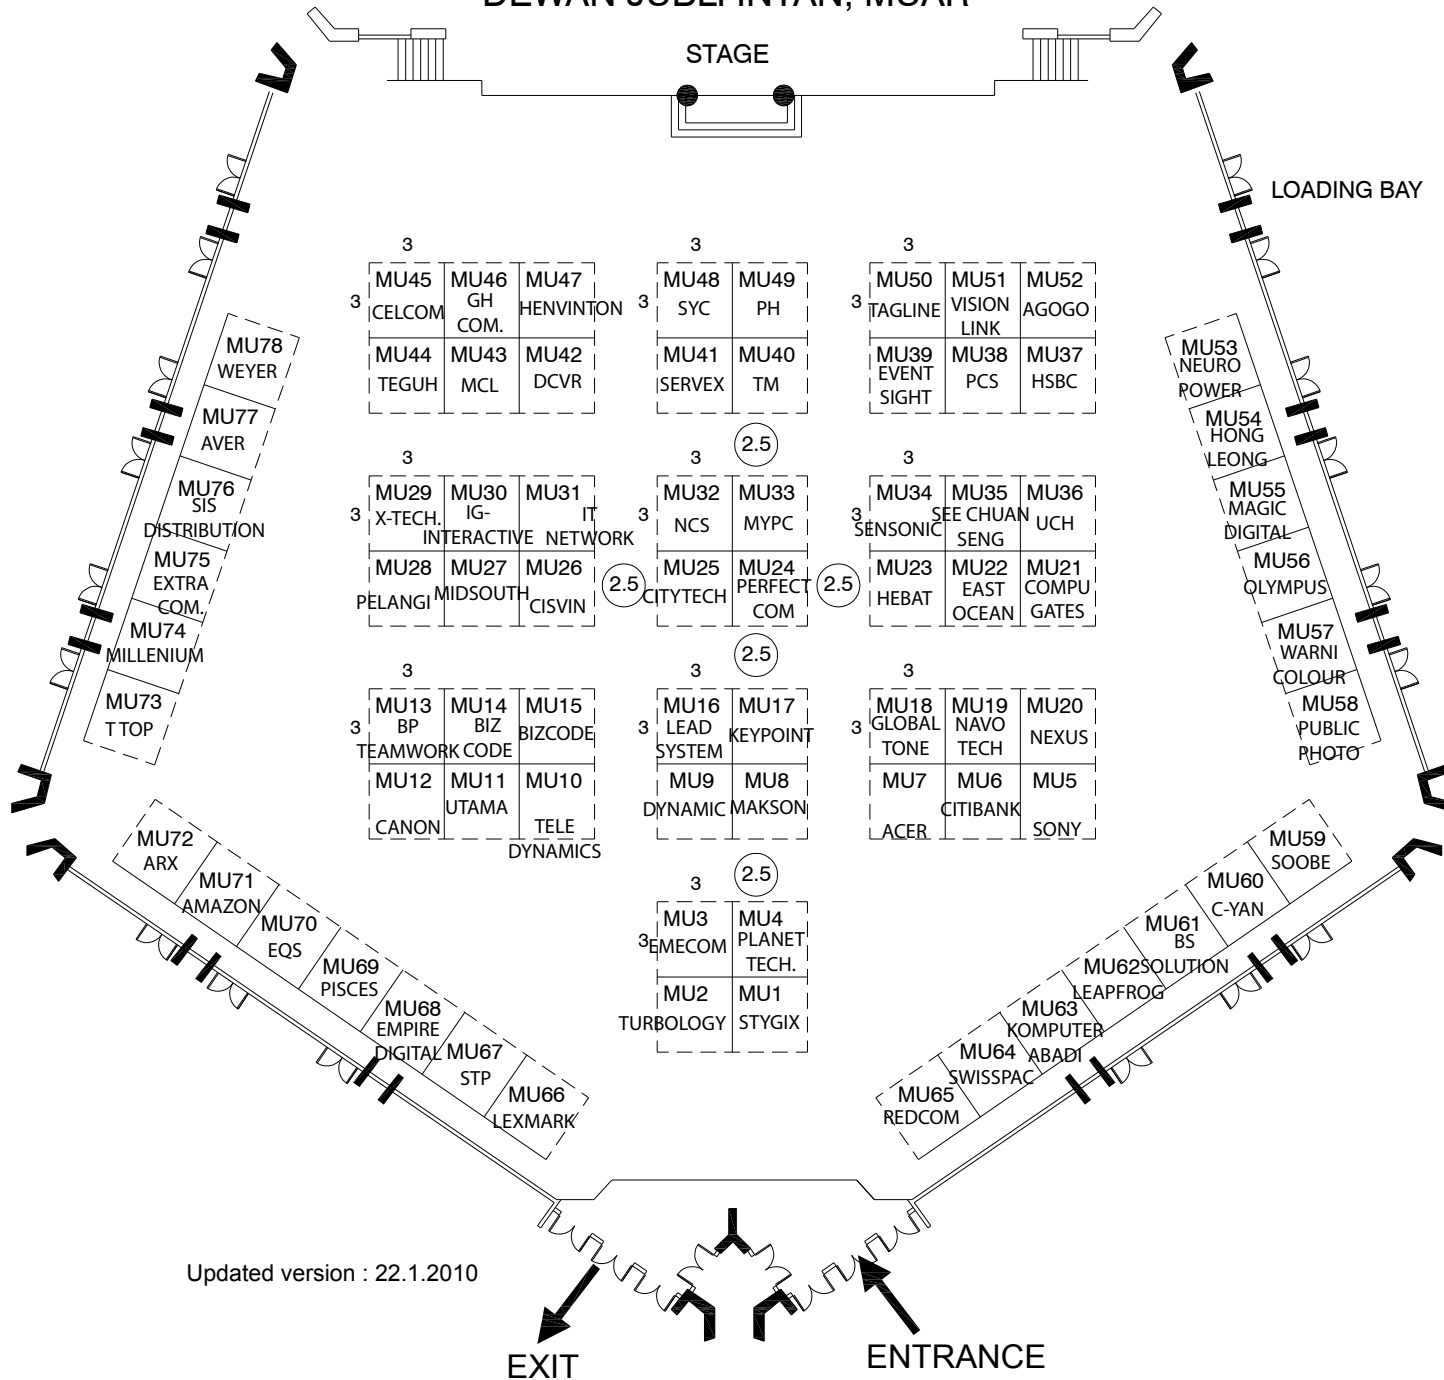 DEWAN JUBLI INTAN, MUAR
STAGE
LOADING BAY
3
3
3
3
MU45
CELCOM
MU46
GH
COM.
MU47
HENVINTON
3
MU48
SYC
MU49
PH
3
MU50
TAGLINE
MU51
VISION
LINK
MU52
AGOGO
MU44
TEGUH
MU43
MCL
MU42
DCVR
MU41
SERVEX
MU40
TM
MU39
EVENT
SIGHT
MU38
PCS
MU37
HSBC
2.5
3
3
3
3
MU29
X-TECH.
MU30
IG-
INTERACTIVE
MU31
IT
NETWORK
3
MU32
NCS
MU33
MYPC
3
MU34
SENSONIC
MU35
SEE CHUAN
SENG
MU36
UCH
MU28
PELANGI
MU27
MIDSOUTH
MU26
CISVIN
2.5
MU25
CITYTECH
MU24
PERFECT
COM
2.5
MU23
HEBAT
MU22
EAST
OCEAN
MU21
COMPU
GATES
2.5
3
3
3
3
MU13
BP
TEAMWORK
MU14
BIZ
CODE
MU15
BIZCODE
3
MU16
LEAD
SYSTEM
MU17
KEYPOINT
3
MU18
GLOBAL
TONE
MU19
NAVO
TECH
MU20
NEXUS
MU12
CANON
MU11
UTAMA
MU10
TELE
DYNAMICS
MU9
DYNAMIC
MU8
MAKSON
MU7
ACER
MU6
CITIBANK
MU5
SONY
2.5
3
3
MU3
EMECOM
MU4
PLANET
TECH.
MU2
TURBOLOGY
MU1
STYGIX
MU78
WEYER
MU77
AVER
MU76
SIS
DISTRIBUTION
MU75
EXTRA
COM.
MU74
MILLENIUM
MU73
T TOP
MU53
NEURO
POWER
MU54
HONG
LEONG
MU55
MAGIC
DIGITAL
MU56
OLYMPUS
MU57
WARNI
COLOUR
MU58
PUBLIC
PHOTO
MU72
ARX
MU71
AMAZON
MU70
EQS
MU69
PISCES
MU68
EMPIRE
DIGITAL
MU67
STP
MU66
LEXMARK
MU59
SOOBE
MU60
C-YAN
MU61
BS
SOLUTION
MU62
LEAPFROG
MU63
KOMPUTER
ABADI
MU64
SWISSPAC
MU65
REDCOM
Updated version : 22.1.2010
EXIT
ENTRANCE